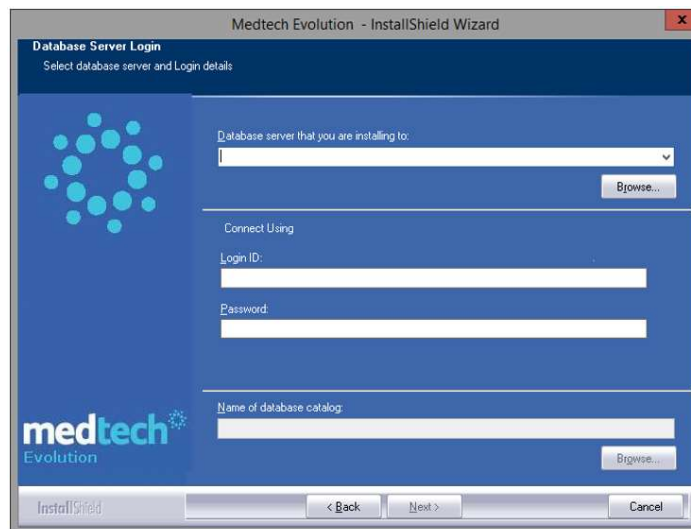 Medtech Evolution - InstallShield Wizard
x
Database Server Login
Select database server and Login details
Database server that you are installing to:
Browse...
Connect Using
Login ID:
Password:
Name of database catalog:
Browse...
medtech
Evolution
InstallShield
< Back
Next >
Cancel